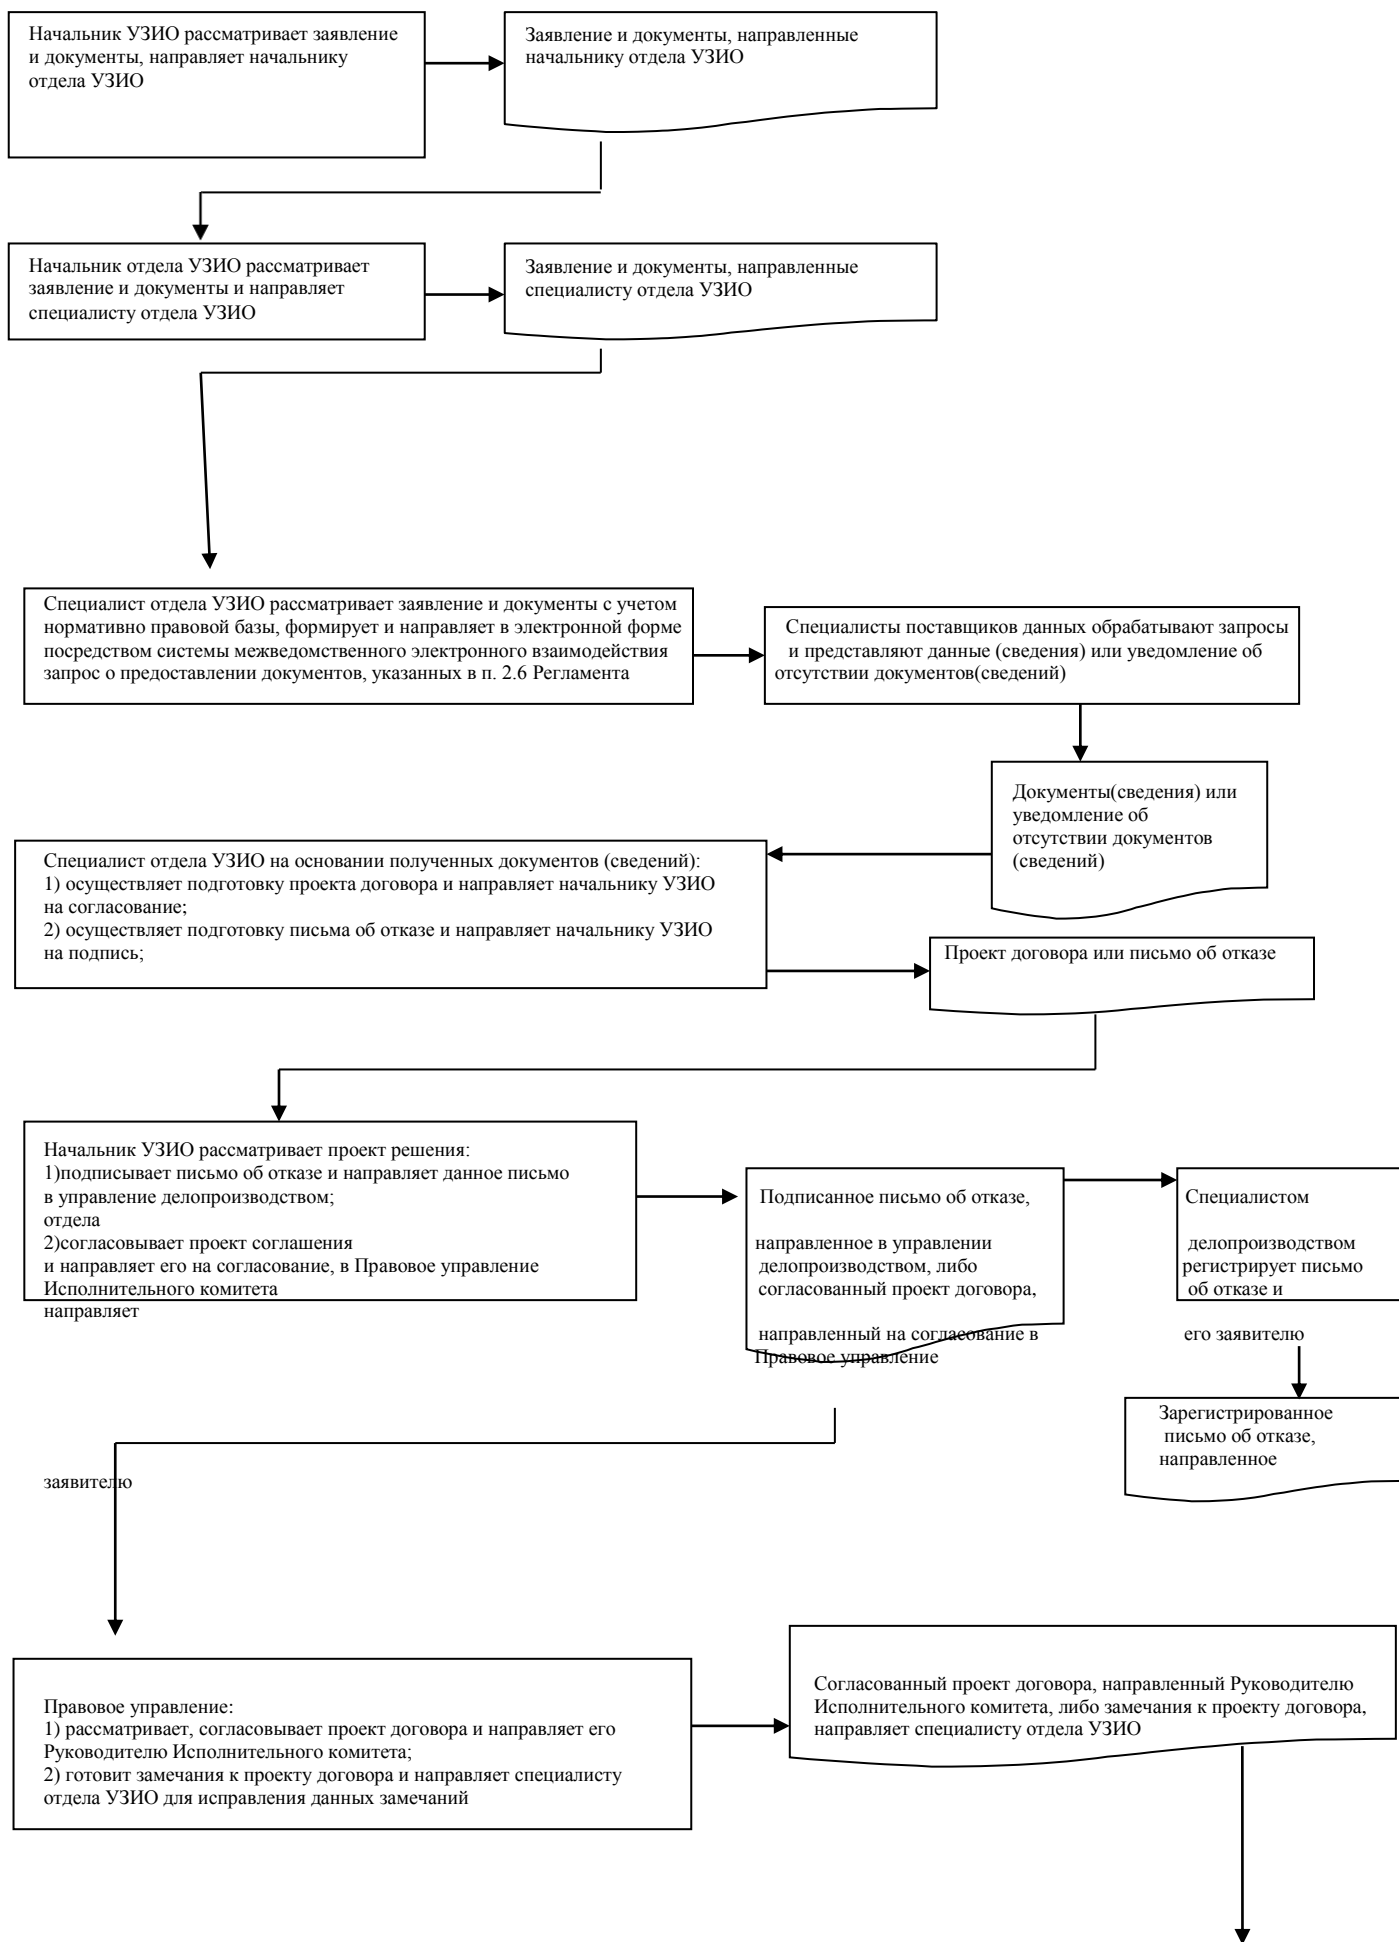 Начальник УЗИО рассматривает заявление
и документы, направляет начальнику
отдела УЗИО
Заявление и документы, направленные
начальнику отдела УЗИО
Начальник отдела УЗИО рассматривает
заявление и документы и направляет
специалисту отдела УЗИО
Заявление и документы, направленные
специалисту отдела УЗИО
Специалист отдела УЗИО рассматривает заявление и документы с учетом
нормативно правовой базы, формирует и направляет в электронной форме
посредством системы межведомственного электронного взаимодействия
запрос о предоставлении документов, указанных в п. 2.6 Регламента
Специалисты поставщиков данных обрабатывают запросы
и представляют данные (сведения) или уведомление об
отсутствии документов(сведений)
Документы(сведения) или
уведомление об
отсутствии документов
(сведений)
Специалист отдела УЗИО на основании полученных документов (сведений):
1) осуществляет подготовку проекта договора и направляет начальнику УЗИО
на согласование;
2) осуществляет подготовку письма об отказе и направляет начальнику УЗИО
на подпись;
Проект договора или письмо об отказе
Начальник УЗИО рассматривает проект решения:
1)подписывает письмо об отказе и направляет данное письмо
в управление делопроизводством;
отдела
2)согласовывает проект соглашения
и направляет его на согласование, в Правовое управление
Исполнительного комитета
направляет
Подписанное письмо об отказе,
направленное в управлении
делопроизводством, либо
согласованный проект договора,
направленный на согласование в
Правовое управление
Специалистом
делопроизводством
регистрирует письмо
об отказе и
его заявителю
Зарегистрированное
письмо об отказе,
направленное
заявителю
Правовое управление:
1) рассматривает, согласовывает проект договора и направляет его
Руководителю Исполнительного комитета;
2) готовит замечания к проекту договора и направляет специалисту
отдела УЗИО для исправления данных замечаний
Согласованный проект договора, направленный Руководителю
Исполнительного комитета, либо замечания к проекту договора,
направляет специалисту отдела УЗИО